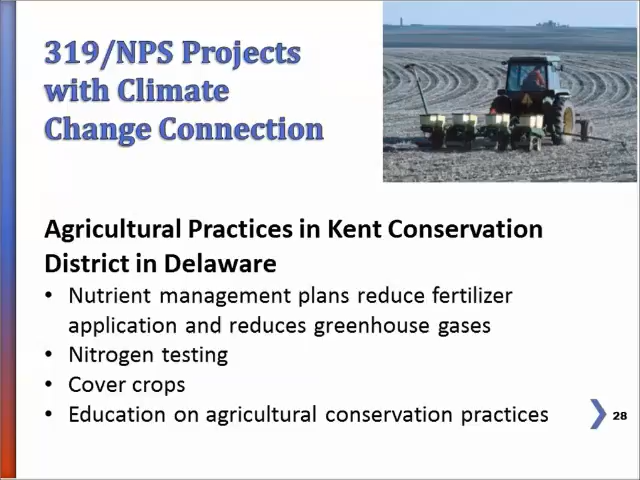 319/NPS Projects
with Climate
Change Connection
Agricultural Practices in Kent Conservation
District in Delaware
• Nutrient management plans reduce fertilizer
application and reduces greenhouse gases
• Nitrogen testing
• Cover crops
• Education on agricultural conservation practices
28